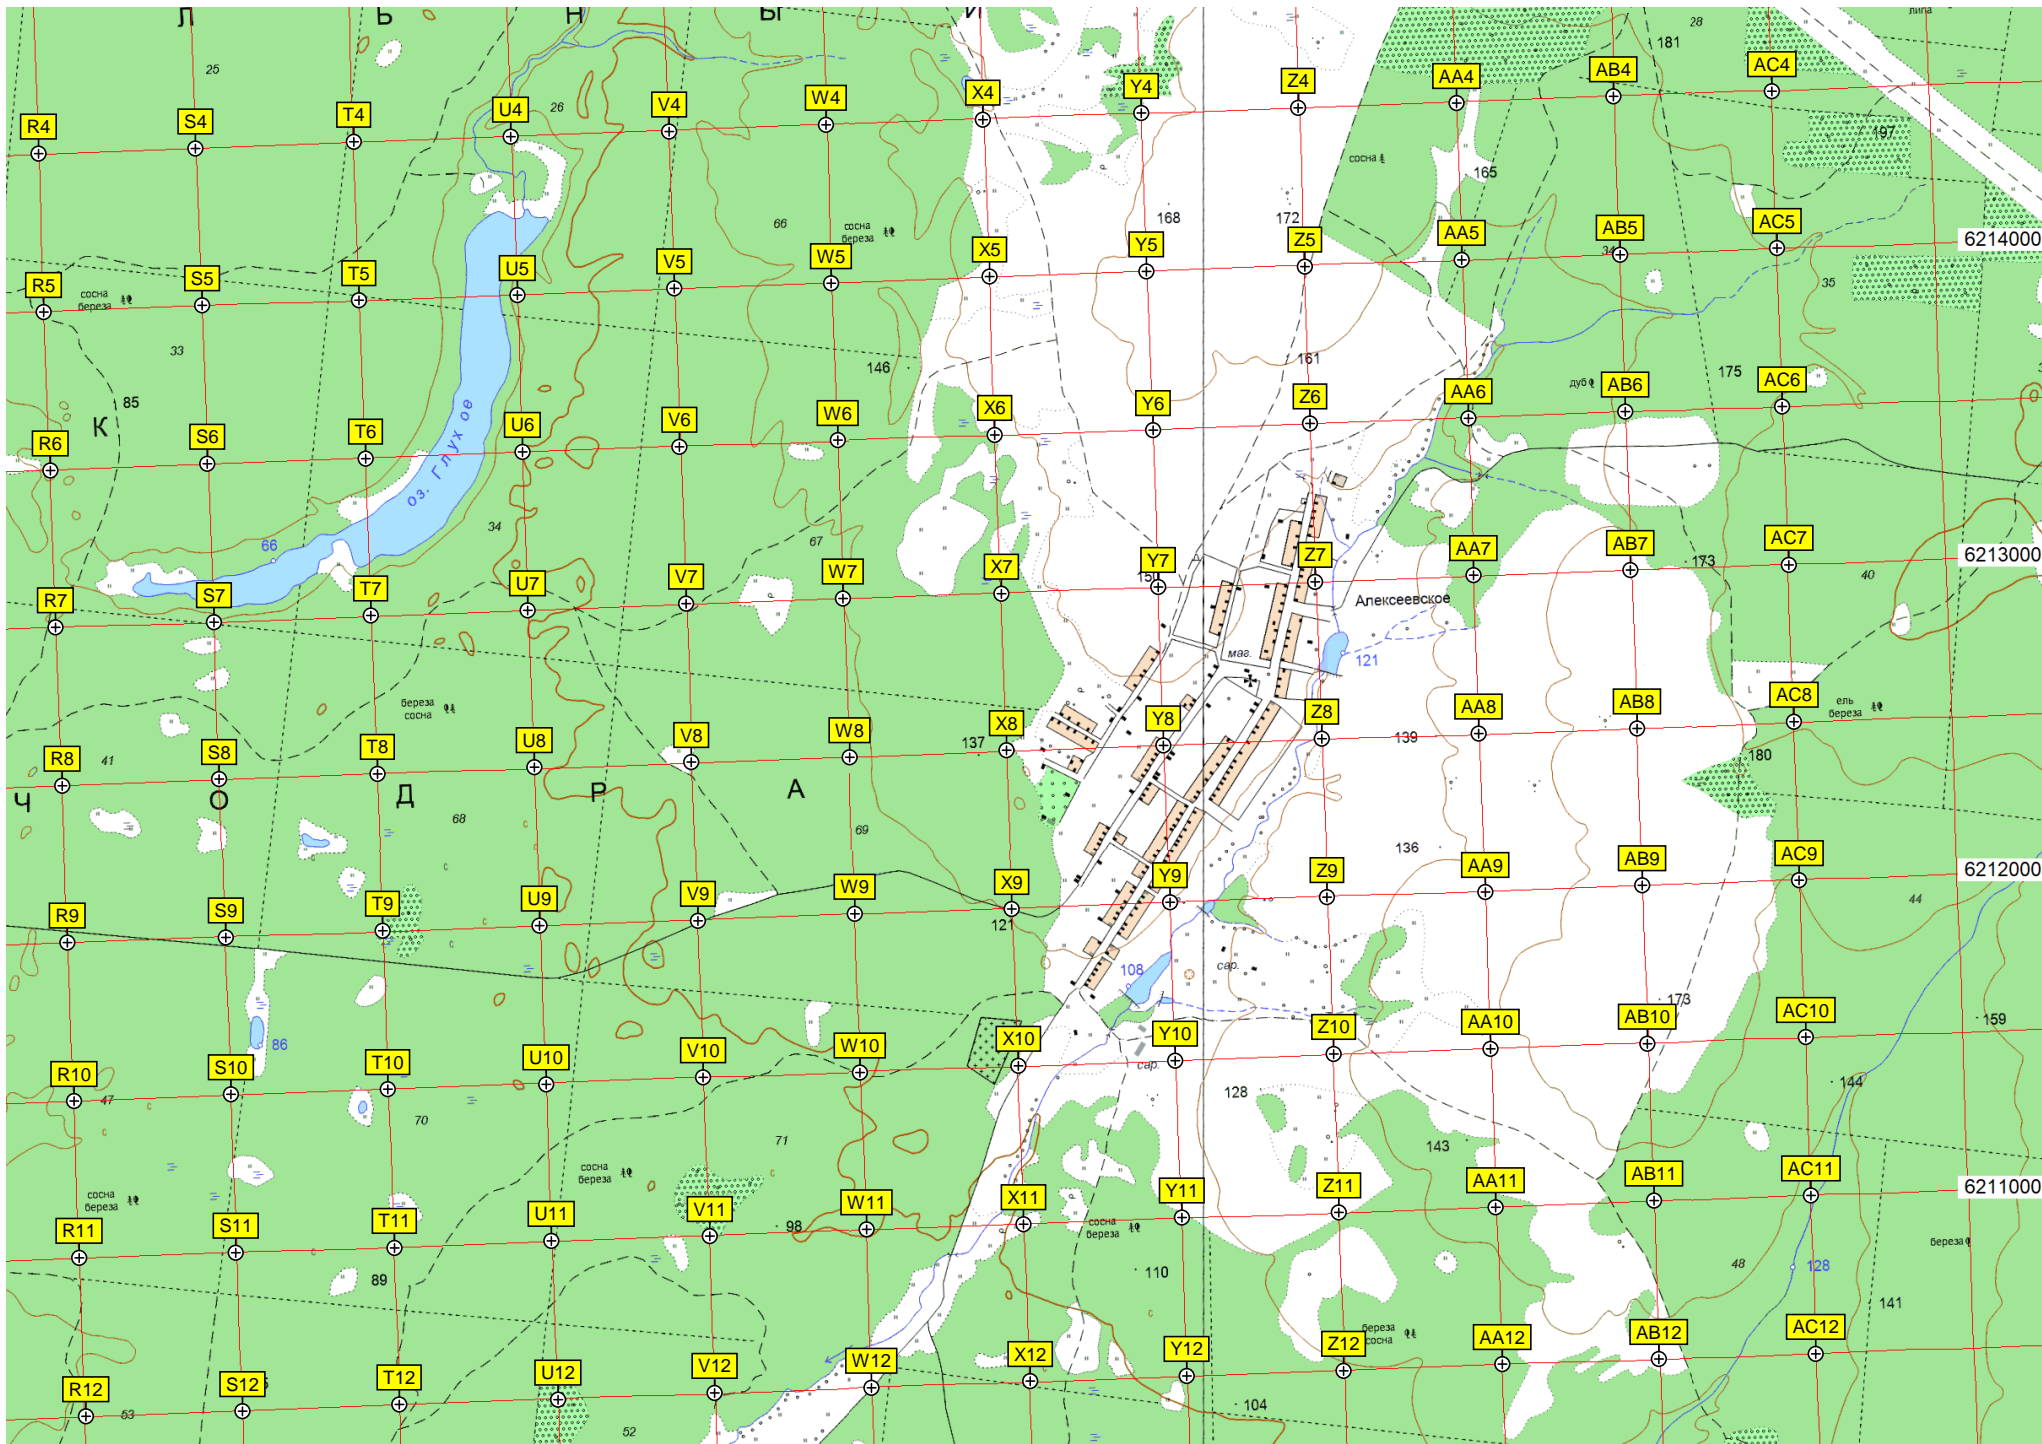 Л Ь Н Ы И
липа
28
25
181
AC4
AB4
AA4
Z4
Y4
X4
W4
V4
U4
26
T4
S4
R4
197
сосна
165
66
168
172
сосна
береза
AC5
AB5
AA5
Z5
Y5
X5
W5
V5
U5
T5
S5
R5
34
6214000
35
сосна
береза
33
161
146
175
дуб
AC6
AB6
AA6
Z6
Y6
X6
W6
V6
U6
T6
S6
R6
85
К
оз. Глухое
34
66
67
AC7
AB7
AA7
Z7
Y7
X7
W7
V7
U7
T7
S7
R7
173
6213000
40
Алексеевское
маг.
121
береза
сосна
ель
береза
AC8
AB8
AA8
Z8
Y8
X8
W8
V8
U8
T8
S8
R8
137
139
180
41
Ч О Д Р А
68
69
136
AC9
AB9
AA9
Z9
Y9
X9
W9
V9
U9
T9
S9
R9
6212000
44
121
сар.
108
173
159
86
AC10
AB10
AA10
Z10
Y10
X10
W10
V10
U10
T10
S10
R10
сар.
47
128
144
70
71
143
сосна
береза
сосна
береза
AC11
AB11
AA11
Z11
Y11
X11
W11
V11
U11
T11
S11
R11
6211000
98
сосна
береза
береза
89
110
48
128
141
береза
сосна
AC12
AB12
AA12
Z12
Y12
X12
W12
V12
U12
T12
S12
R12
53
104
52